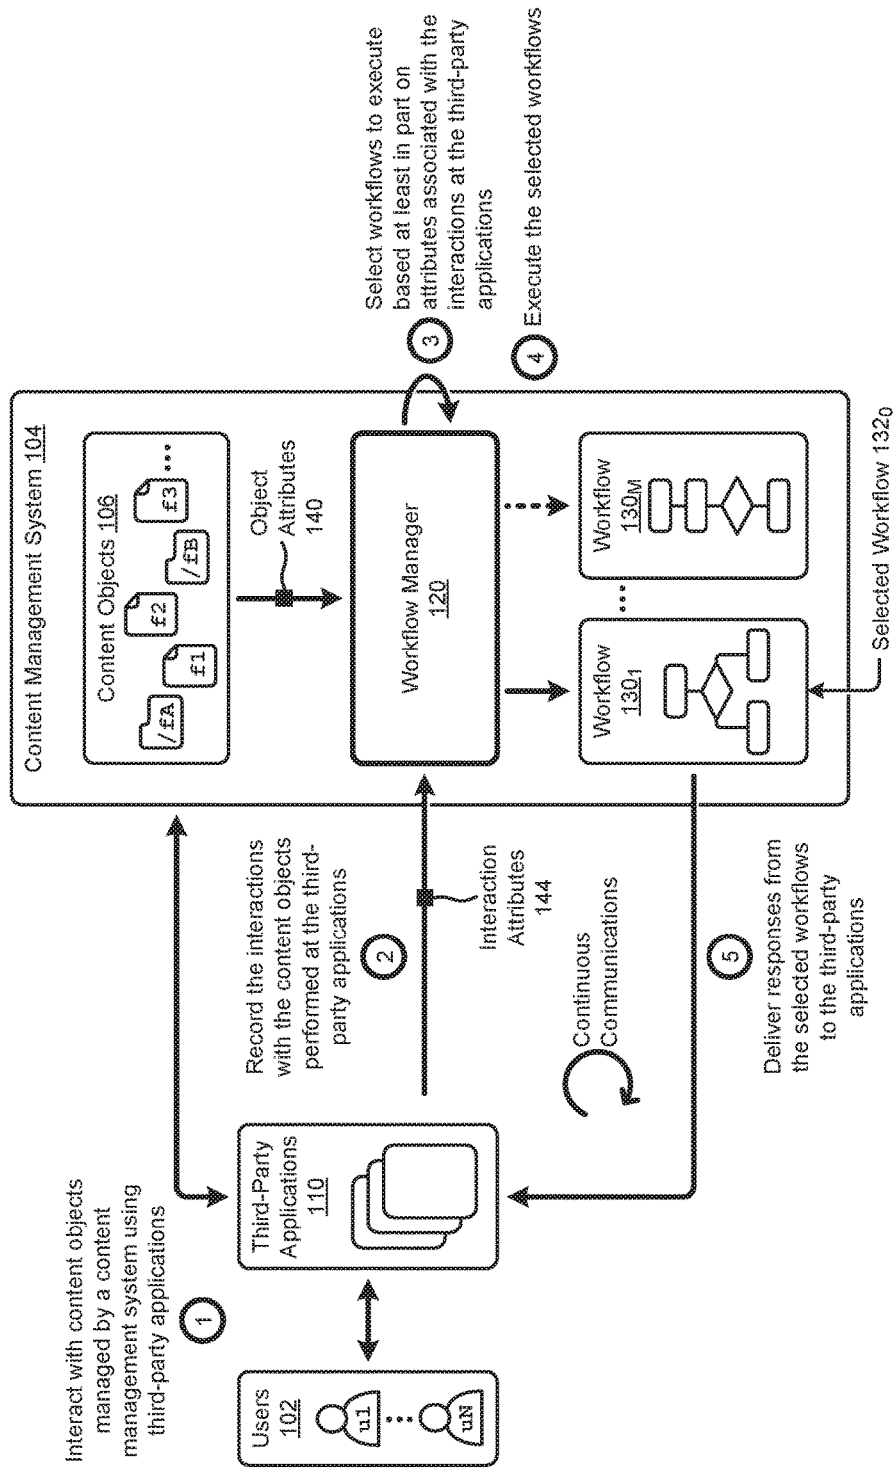 Interact with content objects
managed by a content
management system using
third-party applications
1
Users
102
u1
uN
Third-Party
Applications
110
Record the interactions
with the content objects
performed at the third-
party applications
2
Interaction
Attributes
144
Continuous
Communications
5
Deliver responses from
the selected workflows
to the third-party
applications
Content Management System 104
Content Objects 106
/fA
f1
f2
/fB
f3
...
Object
Attributes
140
Workflow Manager
120
Workflow
130₁
...
Workflow
130M
Selected Workflow 132₀
3
Select workflows to execute
based at least in part on
attributes associated with the
interactions at the third-party
applications
4
Execute the selected workflows